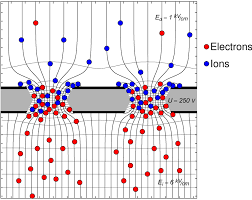 E_d = 1 kV/cm
Electrons
Ions
U = 250 V
E_i = 6 kV/cm